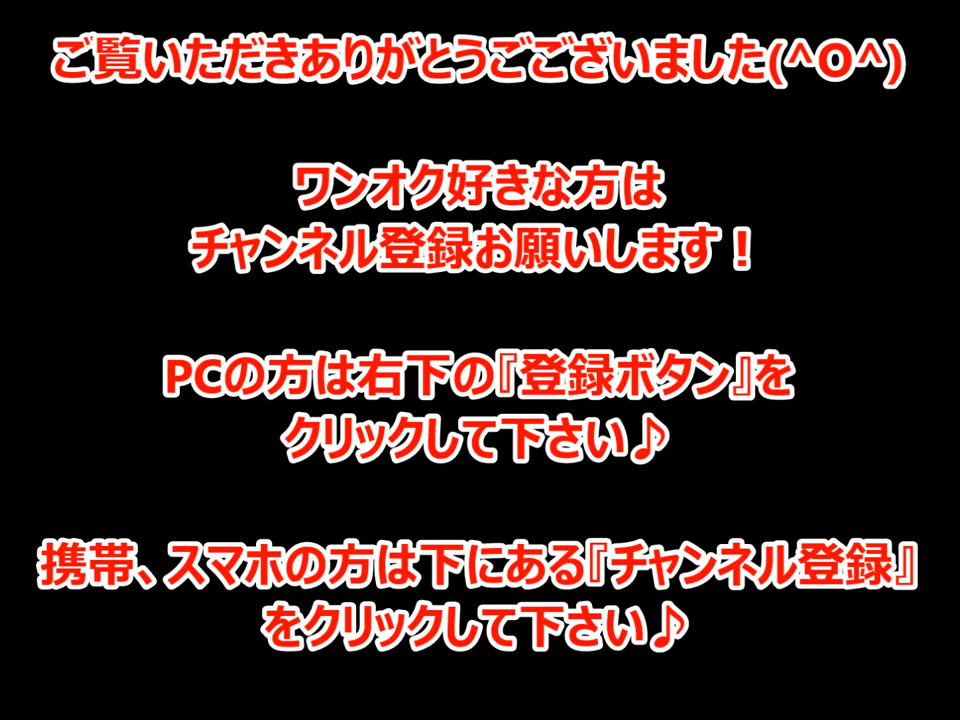 ご覧いただきありがとうごございました(^O^)
ワンオク好きな方は
チャンネル登録お願いします！
PCの方は右下の『登録ボタン』を
クリックして下さい♪
携帯、スマホの方は下にある『チャンネル登録』
をクリックして下さい♪